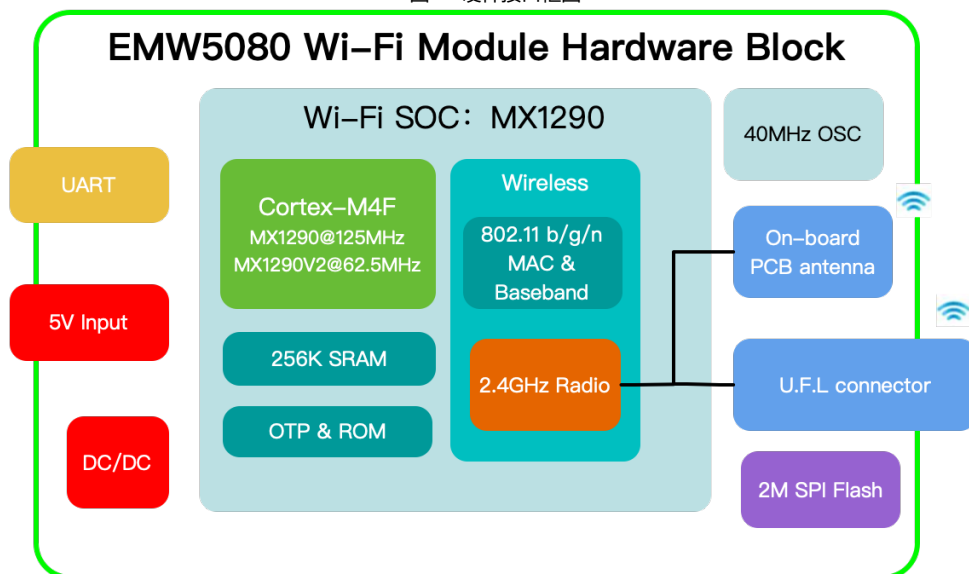 EMW5080 Wi-Fi Module Hardware Block
Wi-Fi SOC：MX1290
40MHz OSC
UART
Cortex-M4F
MX1290@125MHz
MX1290V2@62.5MHz
Wireless
802.11 b/g/n
MAC &
Baseband
On-board
PCB antenna
5V Input
256K SRAM
2.4GHz Radio
U.F.L connector
OTP & ROM
DC/DC
2M SPI Flash